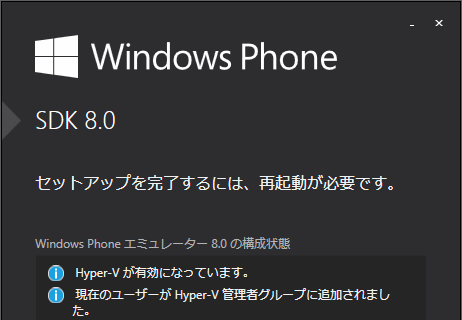 Windows Phone
SDK 8.0
セットアップを完了するには、再起動が必要です。
Windows Phone エミュレーター 8.0 の構成状態
Hyper-V が有効になっています。
現在のユーザーが Hyper-V 管理者グループに追加されまし
た。